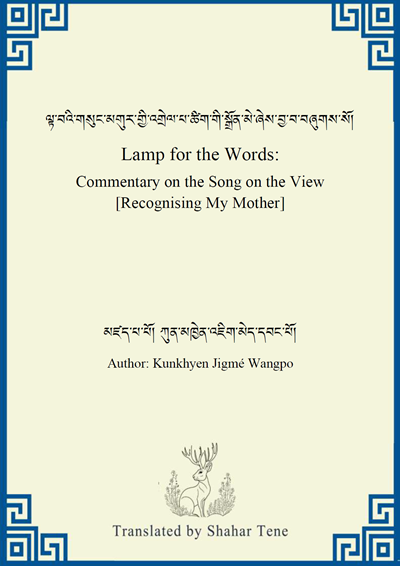 ལྟ་བའི་གསུང་མགུར་གྱི་འགྲེལ་པ་ཚིག་གི་སྒྲོན་མེ་ཞེས་བྱ་བ་བཞུགས་སོ།
Lamp for the Words:
Commentary on the Song on the View
[Recognising My Mother]
མཛད་པ་པོ། ཀུན་མཁྱེན་འཇིག་མེད་དབང་པོ།
Author: Kunkhyen Jigmé Wangpo
Translated by Shahar Tene